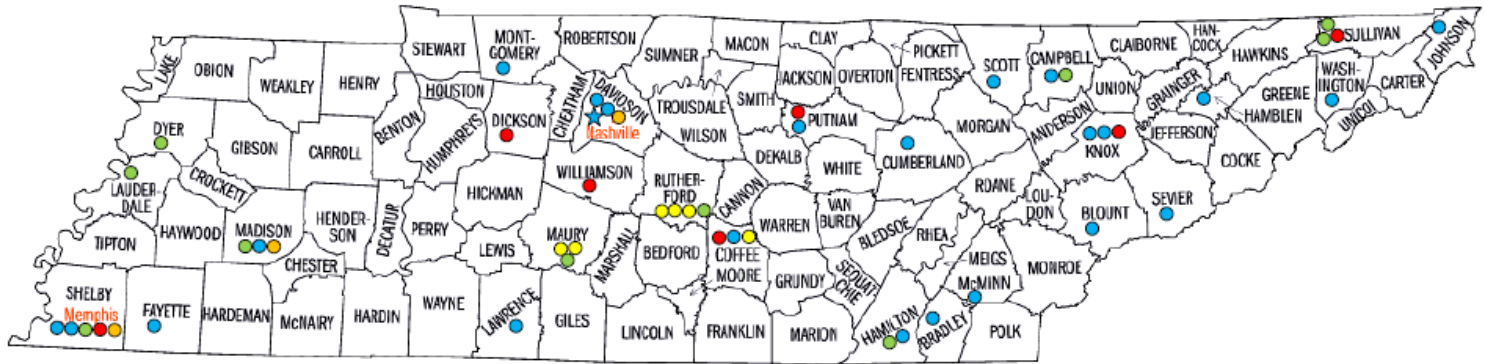 LAKE
OBION
WEAKLEY
HENRY
STEWART
MONT-
GOMERY
ROBERTSON
SUMNER
MACON
CLAY
PICKETT
SCOTT
CAMPBELL
CLAIBORNE
HAN-
COCK
HAWKINS
SULLIVAN
JOHNSON
DYER
GIBSON
CARROLL
BENTON
HOUSTON
HUMPHREYS
DICKSON
CHEATHAM
DAVIDSON
Nashville
TROUSDALE
WILSON
SMITH
JACKSON
OVERTON
FENTRESS
PUTNAM
MORGAN
ANDERSON
UNION
GRAINGER
HAMBLEN
GREENE
WASH-
INGTON
CARTER
UNICOI
LAUDER-
DALE
CROCKETT
HAYWOOD
MADISON
HENDER-
SON
DECATUR
PERRY
HICKMAN
WILLIAMSON
RUTHER-
FORD
CANNON
DEKALB
WHITE
CUMBERLAND
ROANE
KNOX
JEFFERSON
COCKE
SEVIER
TIPTON
CHESTER
LEWIS
MAURY
MARSHALL
BEDFORD
COFFEE
WARREN
VAN
BUREN
BLEDSOE
RHEA
LOU-
DON
BLOUNT
SHELBY
Memphis
FAYETTE
HARDEMAN
McNAIRY
HARDIN
WAYNE
LAWRENCE
GILES
LINCOLN
MOORE
FRANKLIN
GRUNDY
MARION
SEQUAT
CHIE
HAMILTON
BRADLEY
MEIGS
McMINN
MONROE
POLK